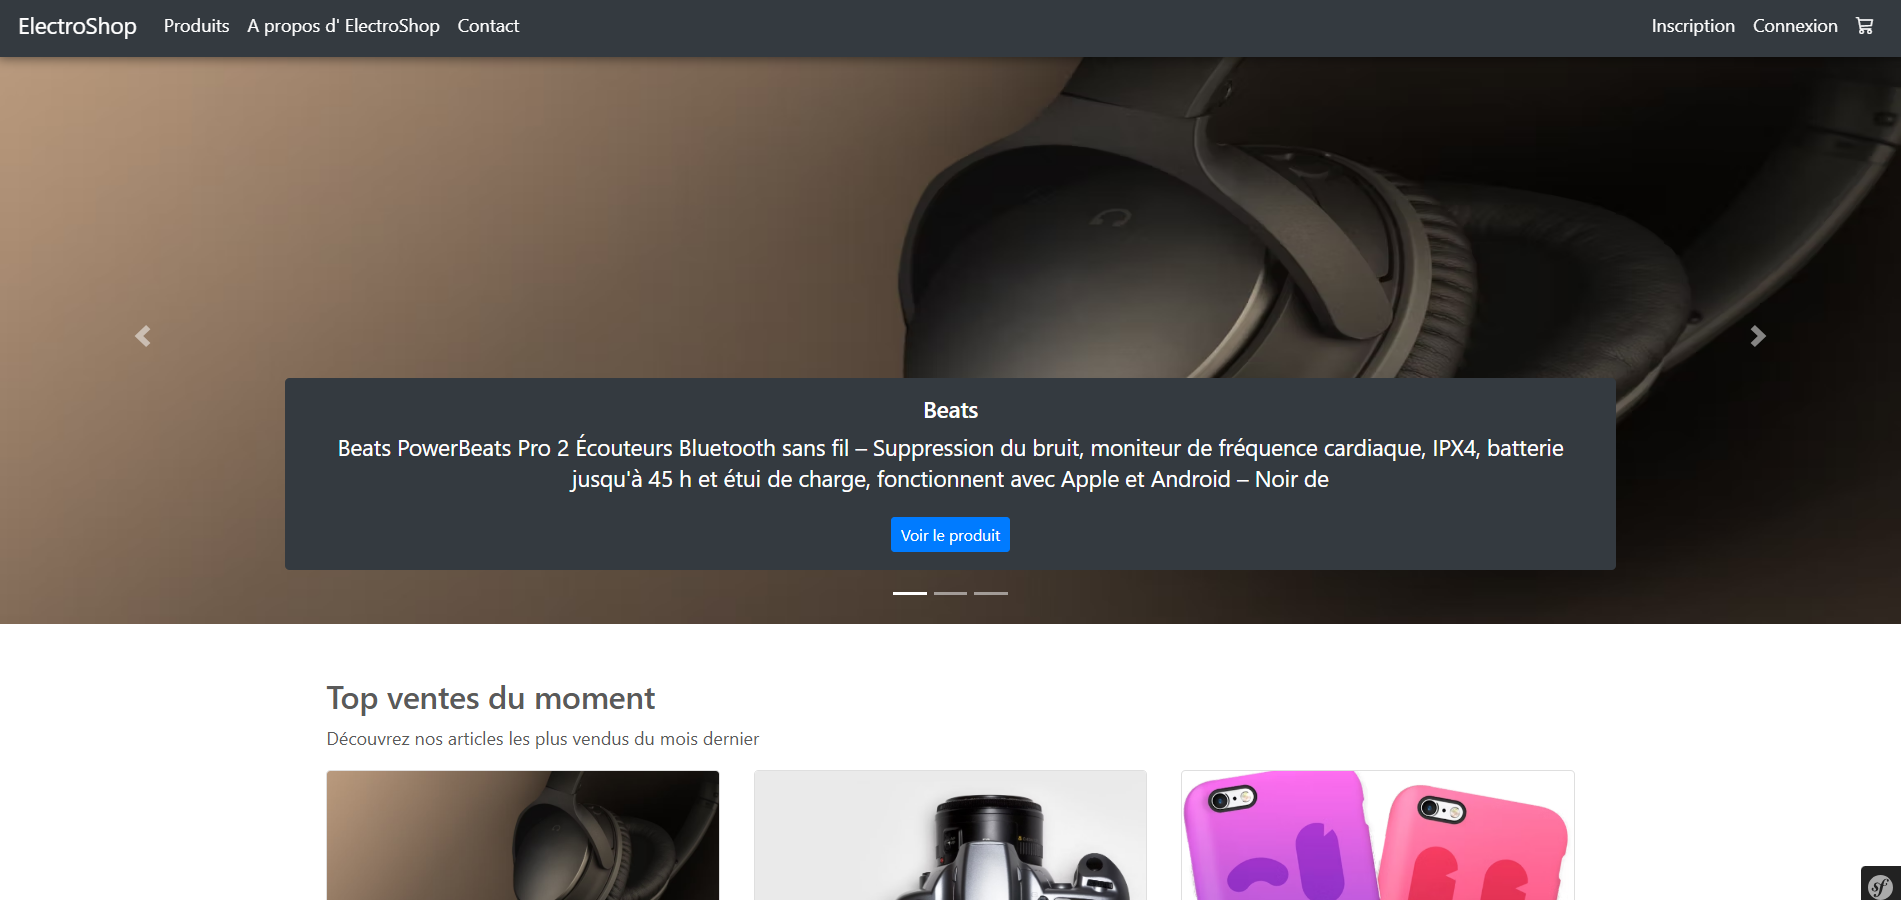 ElectroShop
Produits
A propos d' ElectroShop
Contact
Inscription
Connexion
Beats
Beats PowerBeats Pro 2 Écouteurs Bluetooth sans fil – Suppression du bruit, moniteur de fréquence cardiaque, IPX4, batterie
jusqu'à 45 h et étui de charge, fonctionnent avec Apple et Android – Noir de
Voir le produit
Top ventes du moment
Découvrez nos articles les plus vendus du mois dernier
sf